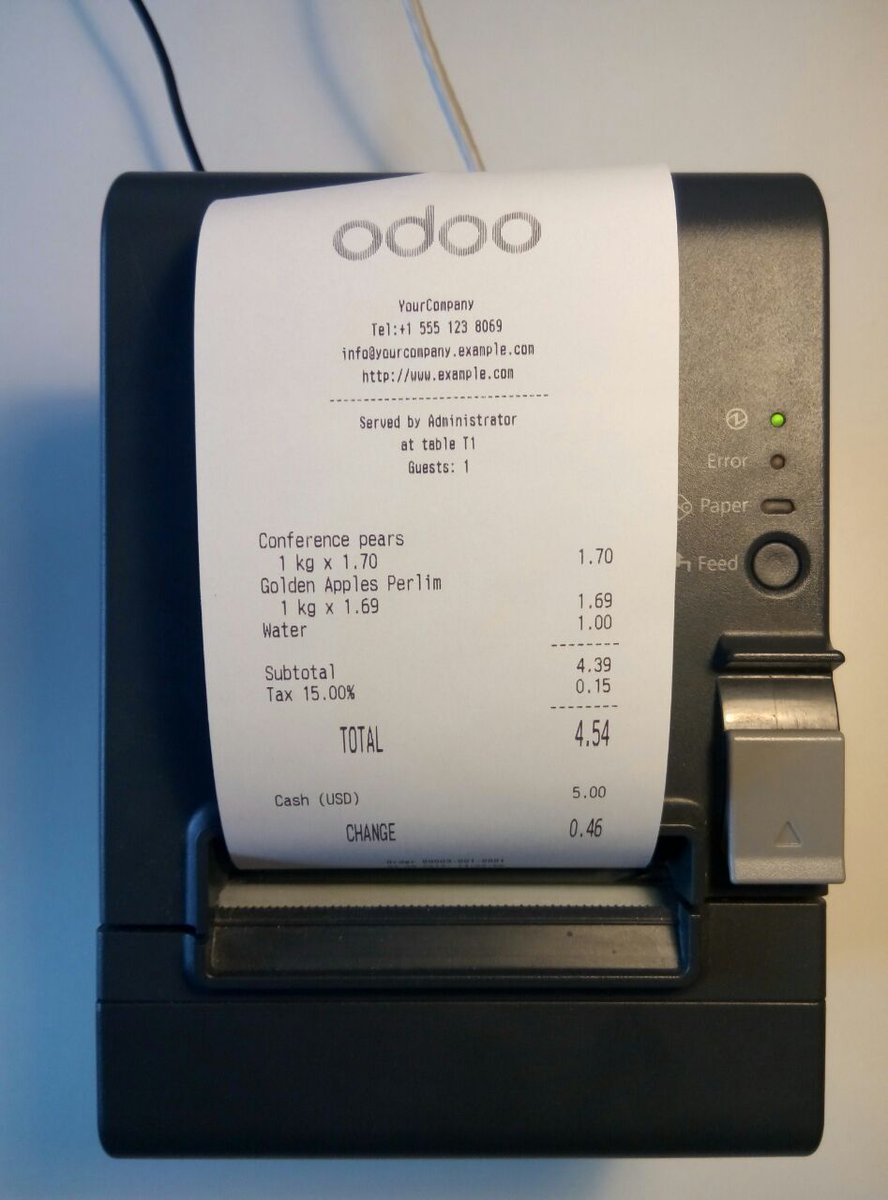 odoo
YourCompany
Tel:+1 555 123 8069
info@yourcompany.example.com
http://www.example.com
--------------------------------
Served by Administrator
at table T1
Guests: 1
Conference pears
1 kg x 1.70 1.70
Golden Apples Perlim
1 kg x 1.69 1.69
Water 1.00
--------
Subtotal 4.39
Tax 15.00% 0.15
--------
TOTAL 4.54
Cash (USD) 5.00
CHANGE 0.46
Order
Error
Paper
Feed